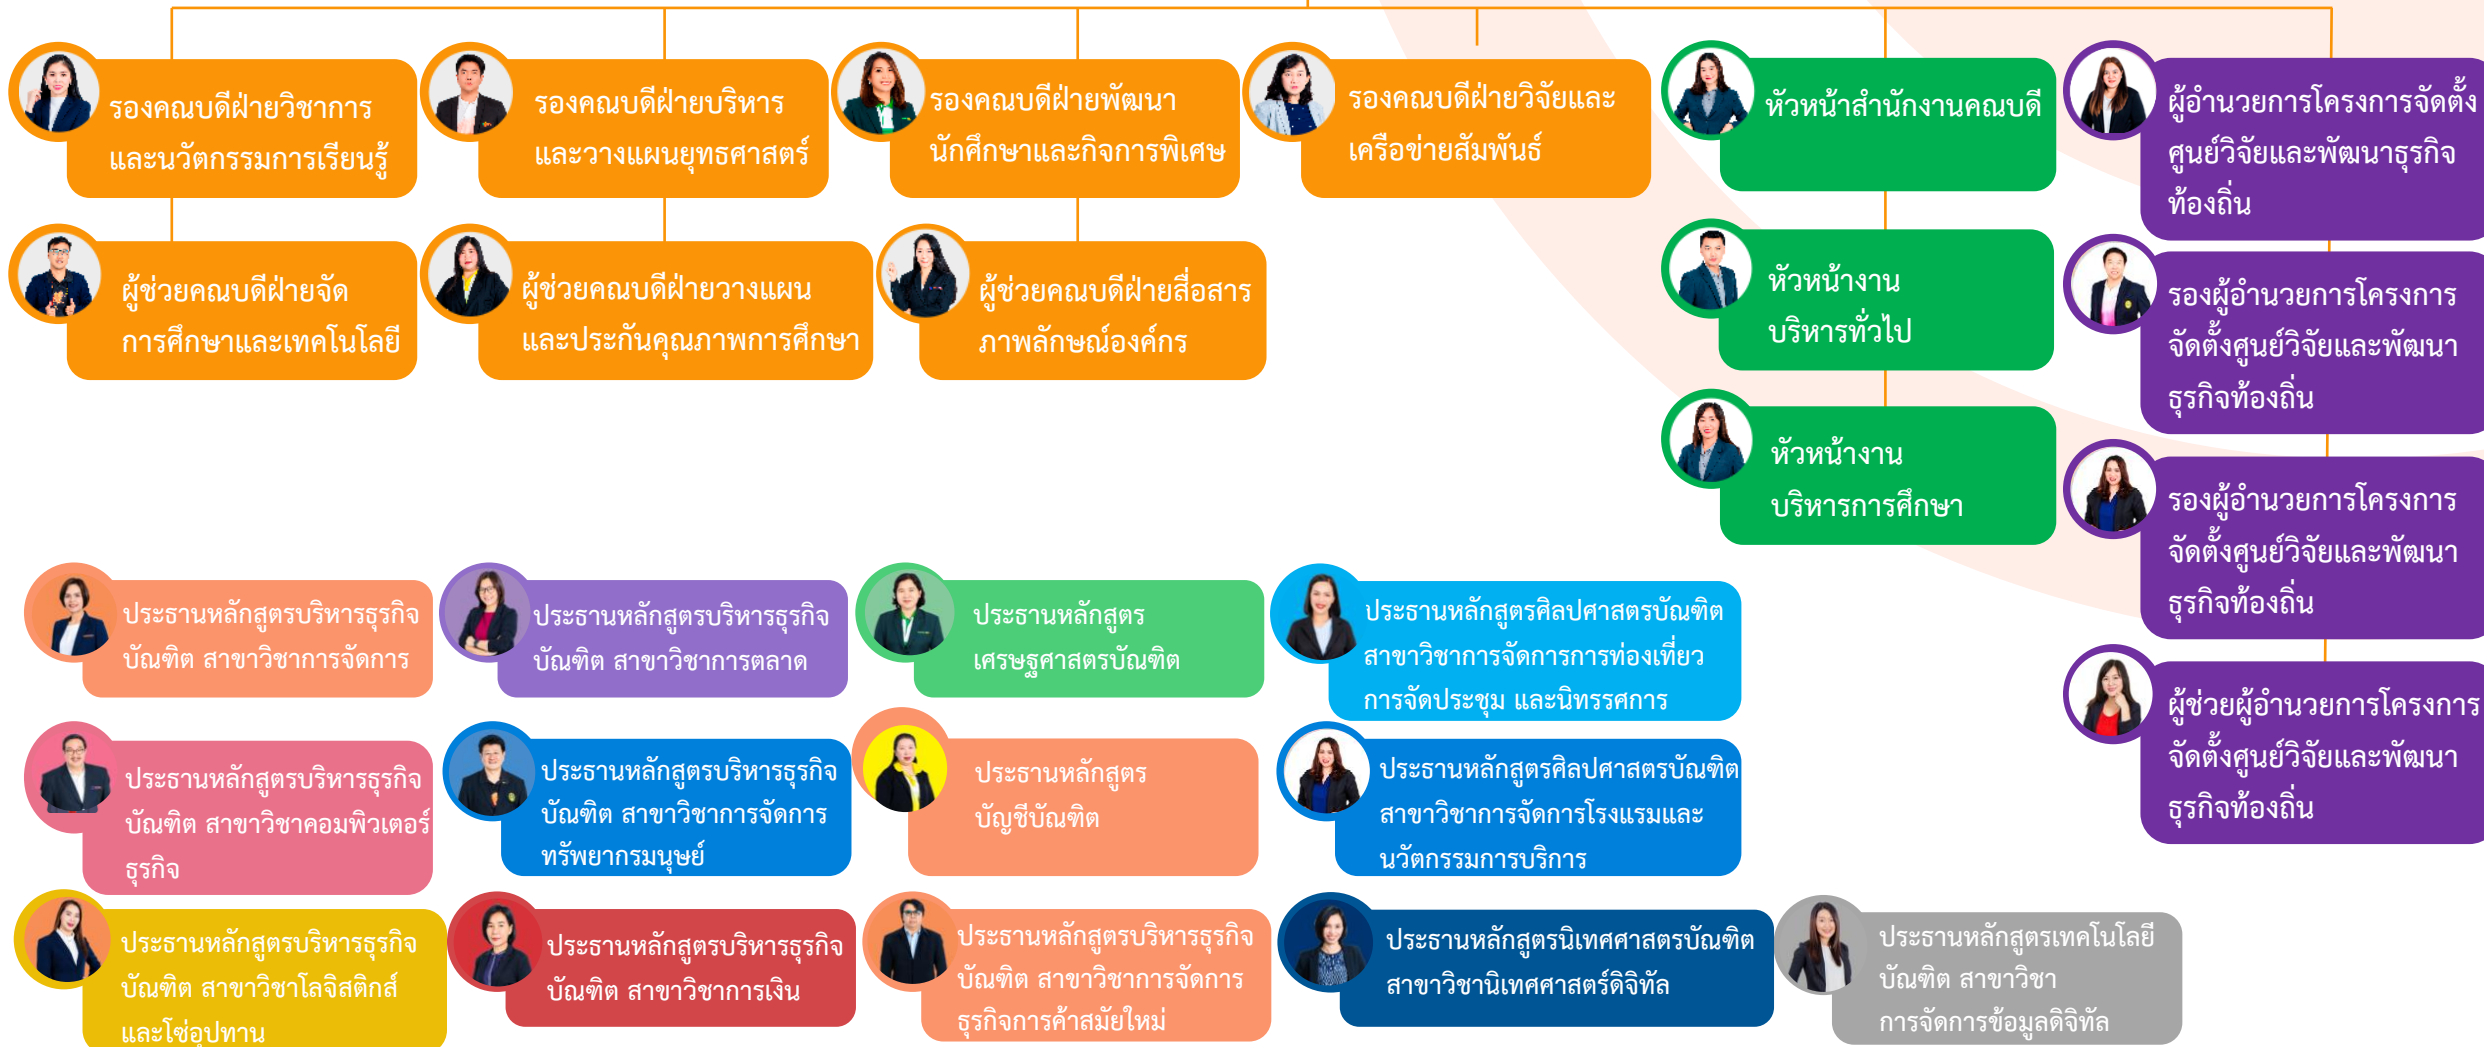 รองคณบดีฝ่ายวิชาการ
และนวัตกรรมการเรียนรู้
รองคณบดีฝ่ายบริหาร
และวางแผนยุทธศาสตร์
รองคณบดีฝ่ายพัฒนา
นักศึกษาและกิจการพิเศษ
รองคณบดีฝ่ายวิจัยและ
เครือข่ายสัมพันธ์
หัวหน้าสำนักงานคณบดี
ผู้อำนวยการโครงการจัดตั้ง
ศูนย์วิจัยและพัฒนาธุรกิจ
ท้องถิ่น
ผู้ช่วยคณบดีฝ่ายจัด
การศึกษาและเทคโนโลยี
ผู้ช่วยคณบดีฝ่ายวางแผน
และประกันคุณภาพการศึกษา
ผู้ช่วยคณบดีฝ่ายสื่อสาร
ภาพลักษณ์องค์กร
หัวหน้างาน
บริหารทั่วไป
รองผู้อำนวยการโครงการ
จัดตั้งศูนย์วิจัยและพัฒนา
ธุรกิจท้องถิ่น
หัวหน้างาน
บริหารการศึกษา
รองผู้อำนวยการโครงการ
จัดตั้งศูนย์วิจัยและพัฒนา
ธุรกิจท้องถิ่น
ผู้ช่วยผู้อำนวยการโครงการ
จัดตั้งศูนย์วิจัยและพัฒนา
ธุรกิจท้องถิ่น
ประธานหลักสูตรบริหารธุรกิจ
บัณฑิต สาขาวิชาการจัดการ
ประธานหลักสูตรบริหารธุรกิจ
บัณฑิต สาขาวิชาการตลาด
ประธานหลักสูตร
เศรษฐศาสตรบัณฑิต
ประธานหลักสูตรศิลปศาสตรบัณฑิต
สาขาวิชาการจัดการการท่องเที่ยว
การจัดประชุม และนิทรรศการ
ประธานหลักสูตรบริหารธุรกิจ
บัณฑิต สาขาวิชาคอมพิวเตอร์
ธุรกิจ
ประธานหลักสูตรบริหารธุรกิจ
บัณฑิต สาขาวิชาการจัดการ
ทรัพยากรมนุษย์
ประธานหลักสูตร
บัญชีบัณฑิต
ประธานหลักสูตรศิลปศาสตรบัณฑิต
สาขาวิชาการจัดการโรงแรมและ
นวัตกรรมการบริการ
ประธานหลักสูตรบริหารธุรกิจ
บัณฑิต สาขาวิชาโลจิสติกส์
และโซ่อุปทาน
ประธานหลักสูตรบริหารธุรกิจ
บัณฑิต สาขาวิชาการเงิน
ประธานหลักสูตรบริหารธุรกิจ
บัณฑิต สาขาวิชาการจัดการ
ธุรกิจการค้าสมัยใหม่
ประธานหลักสูตรนิเทศศาสตรบัณฑิต
สาขาวิชานิเทศศาสตร์ดิจิทัล
ประธานหลักสูตรเทคโนโลยี
บัณฑิต สาขาวิชา
การจัดการข้อมูลดิจิทัล